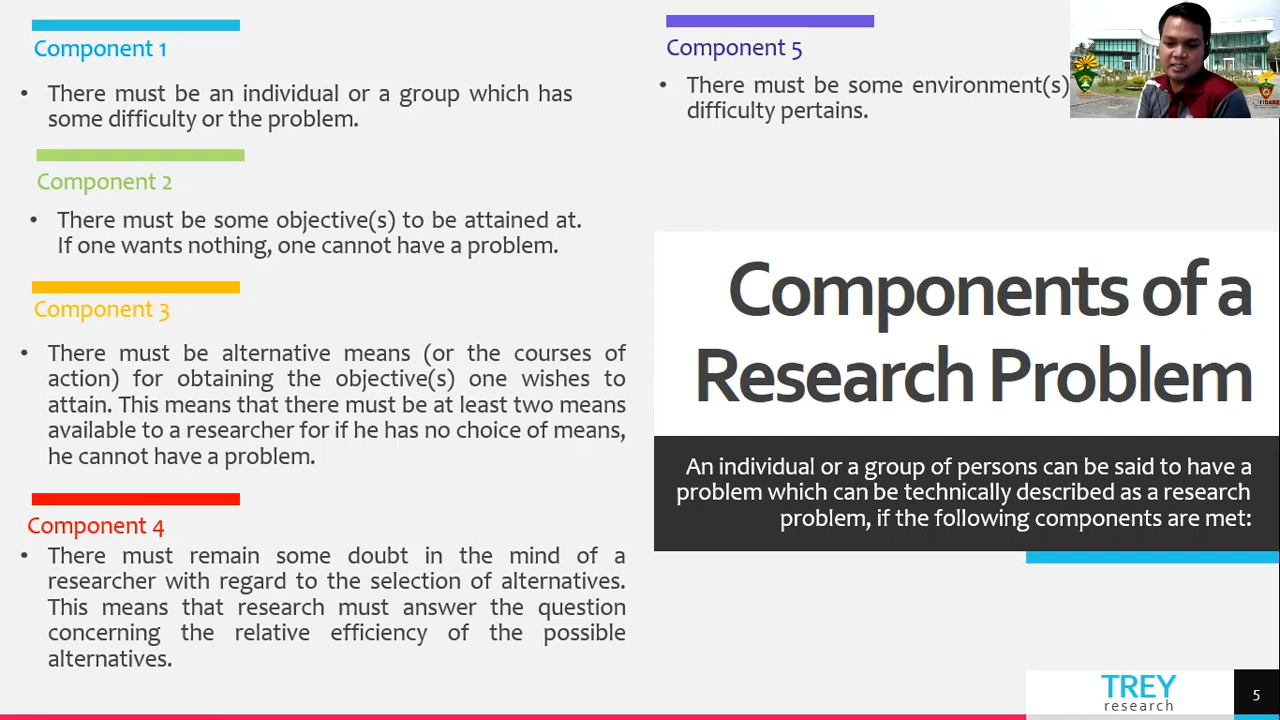 Component 1
• There must be an individual or a group which has
some difficulty or the problem.
Component 2
• There must be some objective(s) to be attained at.
If one wants nothing, one cannot have a problem.
Component 3
• There must be alternative means (or the courses of
action) for obtaining the objective(s) one wishes to
attain. This means that there must be at least two means
available to a researcher for if he has no choice of means,
he cannot have a problem.
Component 4
• There must remain some doubt in the mind of a
researcher with regard to the selection of alternatives.
This means that research must answer the question
concerning the relative efficiency of the possible
alternatives.
Component 5
• There must be some environment(s)
difficulty pertains.
Components of a
Research Problem
An individual or a group of persons can be said to have a
problem which can be technically described as a research
problem, if the following components are met:
TREY
research
5